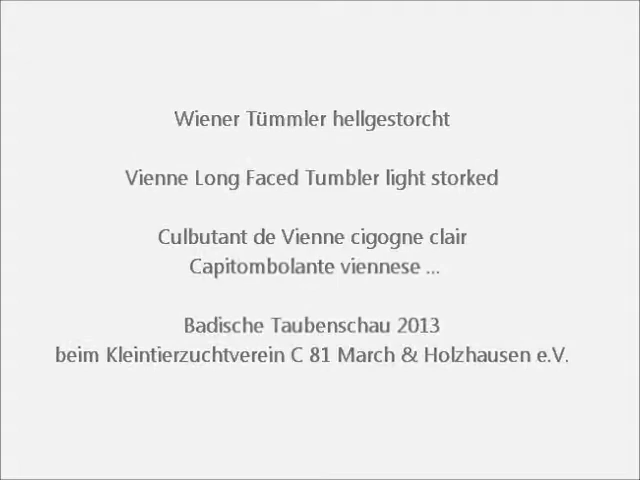 Wiener Tümmler hellgestorcht
Vienne Long Faced Tumbler light storked
Culbutant de Vienne cigogne clair
Capitombolante viennese ...
Badische Taubenschau 2013
beim Kleintierzuchtverein C 81 March & Holzhausen e.V.